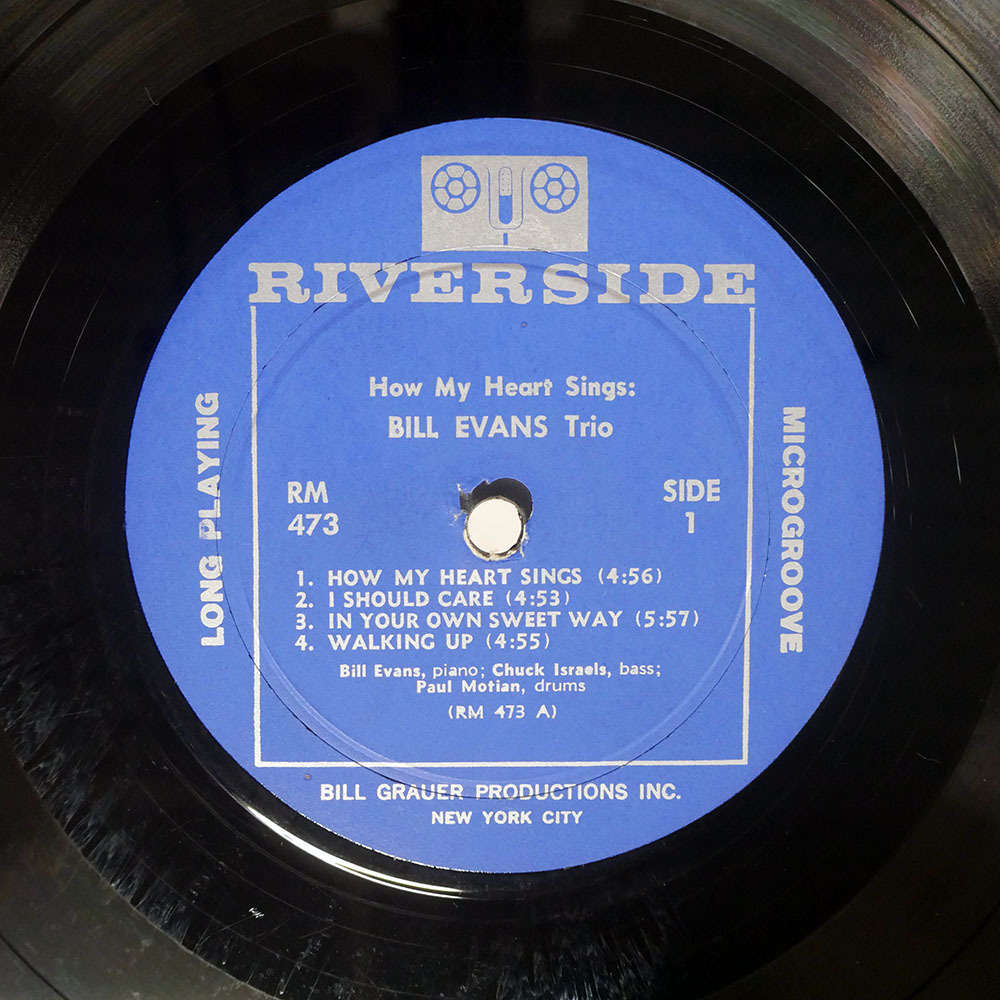 RIVERSIDE
How My Heart Sings:
BILL EVANS Trio
RM
473
SIDE
1
LONG PLAYING
MICROGROOVE
1. HOW MY HEART SINGS (4:56)
2. I SHOULD CARE (4:53)
3. IN YOUR OWN SWEET WAY (5:57)
4. WALKING UP (4:55)
Bill Evans, piano; Chuck Israels, bass;
Paul Motian, drums
(RM 473 A)
BILL GRAUER PRODUCTIONS INC.
NEW YORK CITY